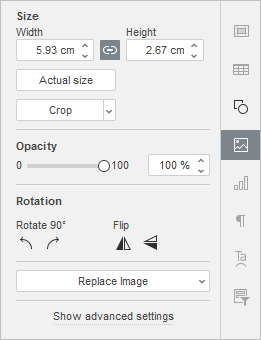 Size
Width Height
5.93 cm 2.67 cm
Actual size
Crop
Opacity
0 100 100 %
Rotation
Rotate 90° Flip
Replace Image
Show advanced settings
Ta